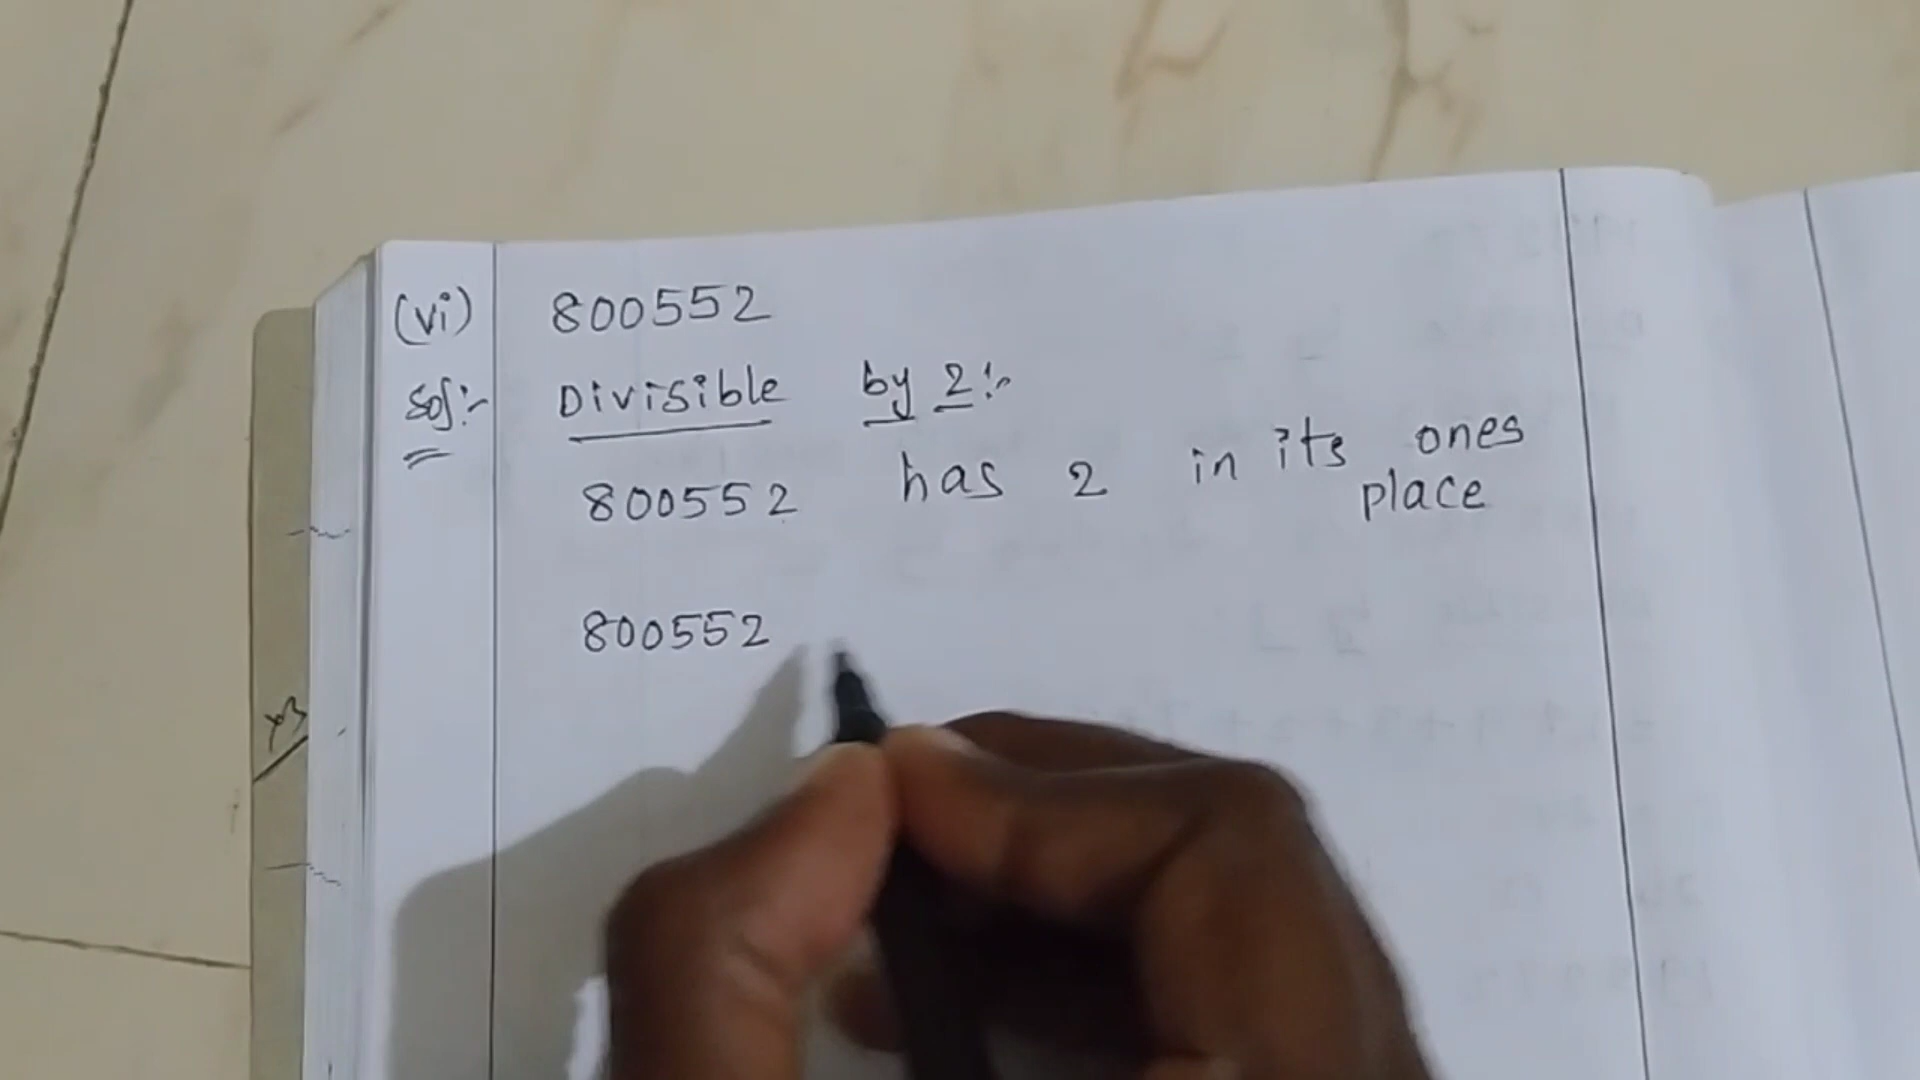 (vi) 800552
Sol:- Divisible by 2:-
800552 has 2 in its ones
place
800552